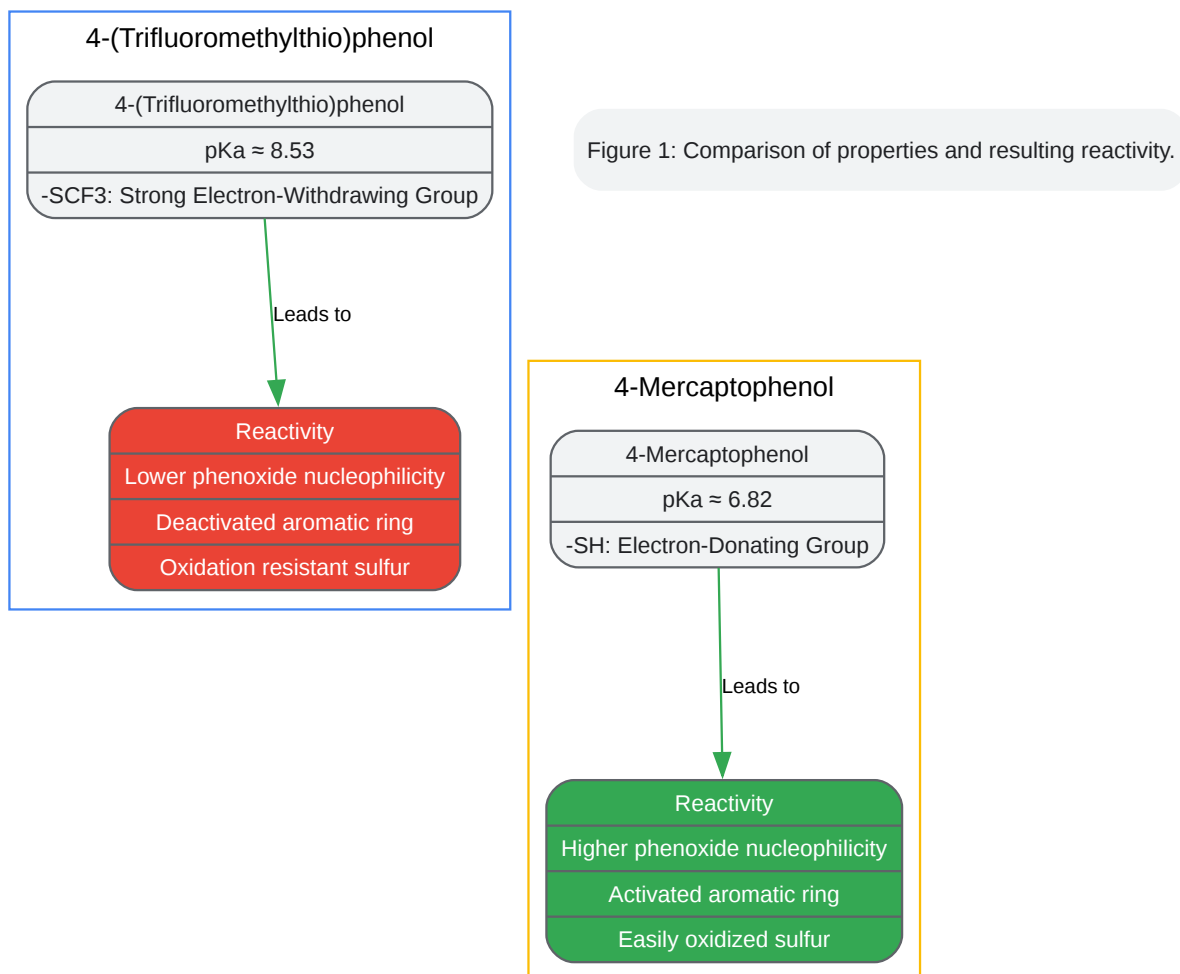 4-(Trifluoromethylthio)phenol
4-(Trifluoromethylthio)phenol
pKa ≈ 8.53
-SCF3: Strong Electron-Withdrawing Group
Leads to
Reactivity
Lower phenoxide nucleophilicity
Deactivated aromatic ring
Oxidation resistant sulfur
Figure 1: Comparison of properties and resulting reactivity.
4-Mercaptophenol
4-Mercaptophenol
pKa ≈ 6.82
-SH: Electron-Donating Group
Leads to
Reactivity
Higher phenoxide nucleophilicity
Activated aromatic ring
Easily oxidized sulfur